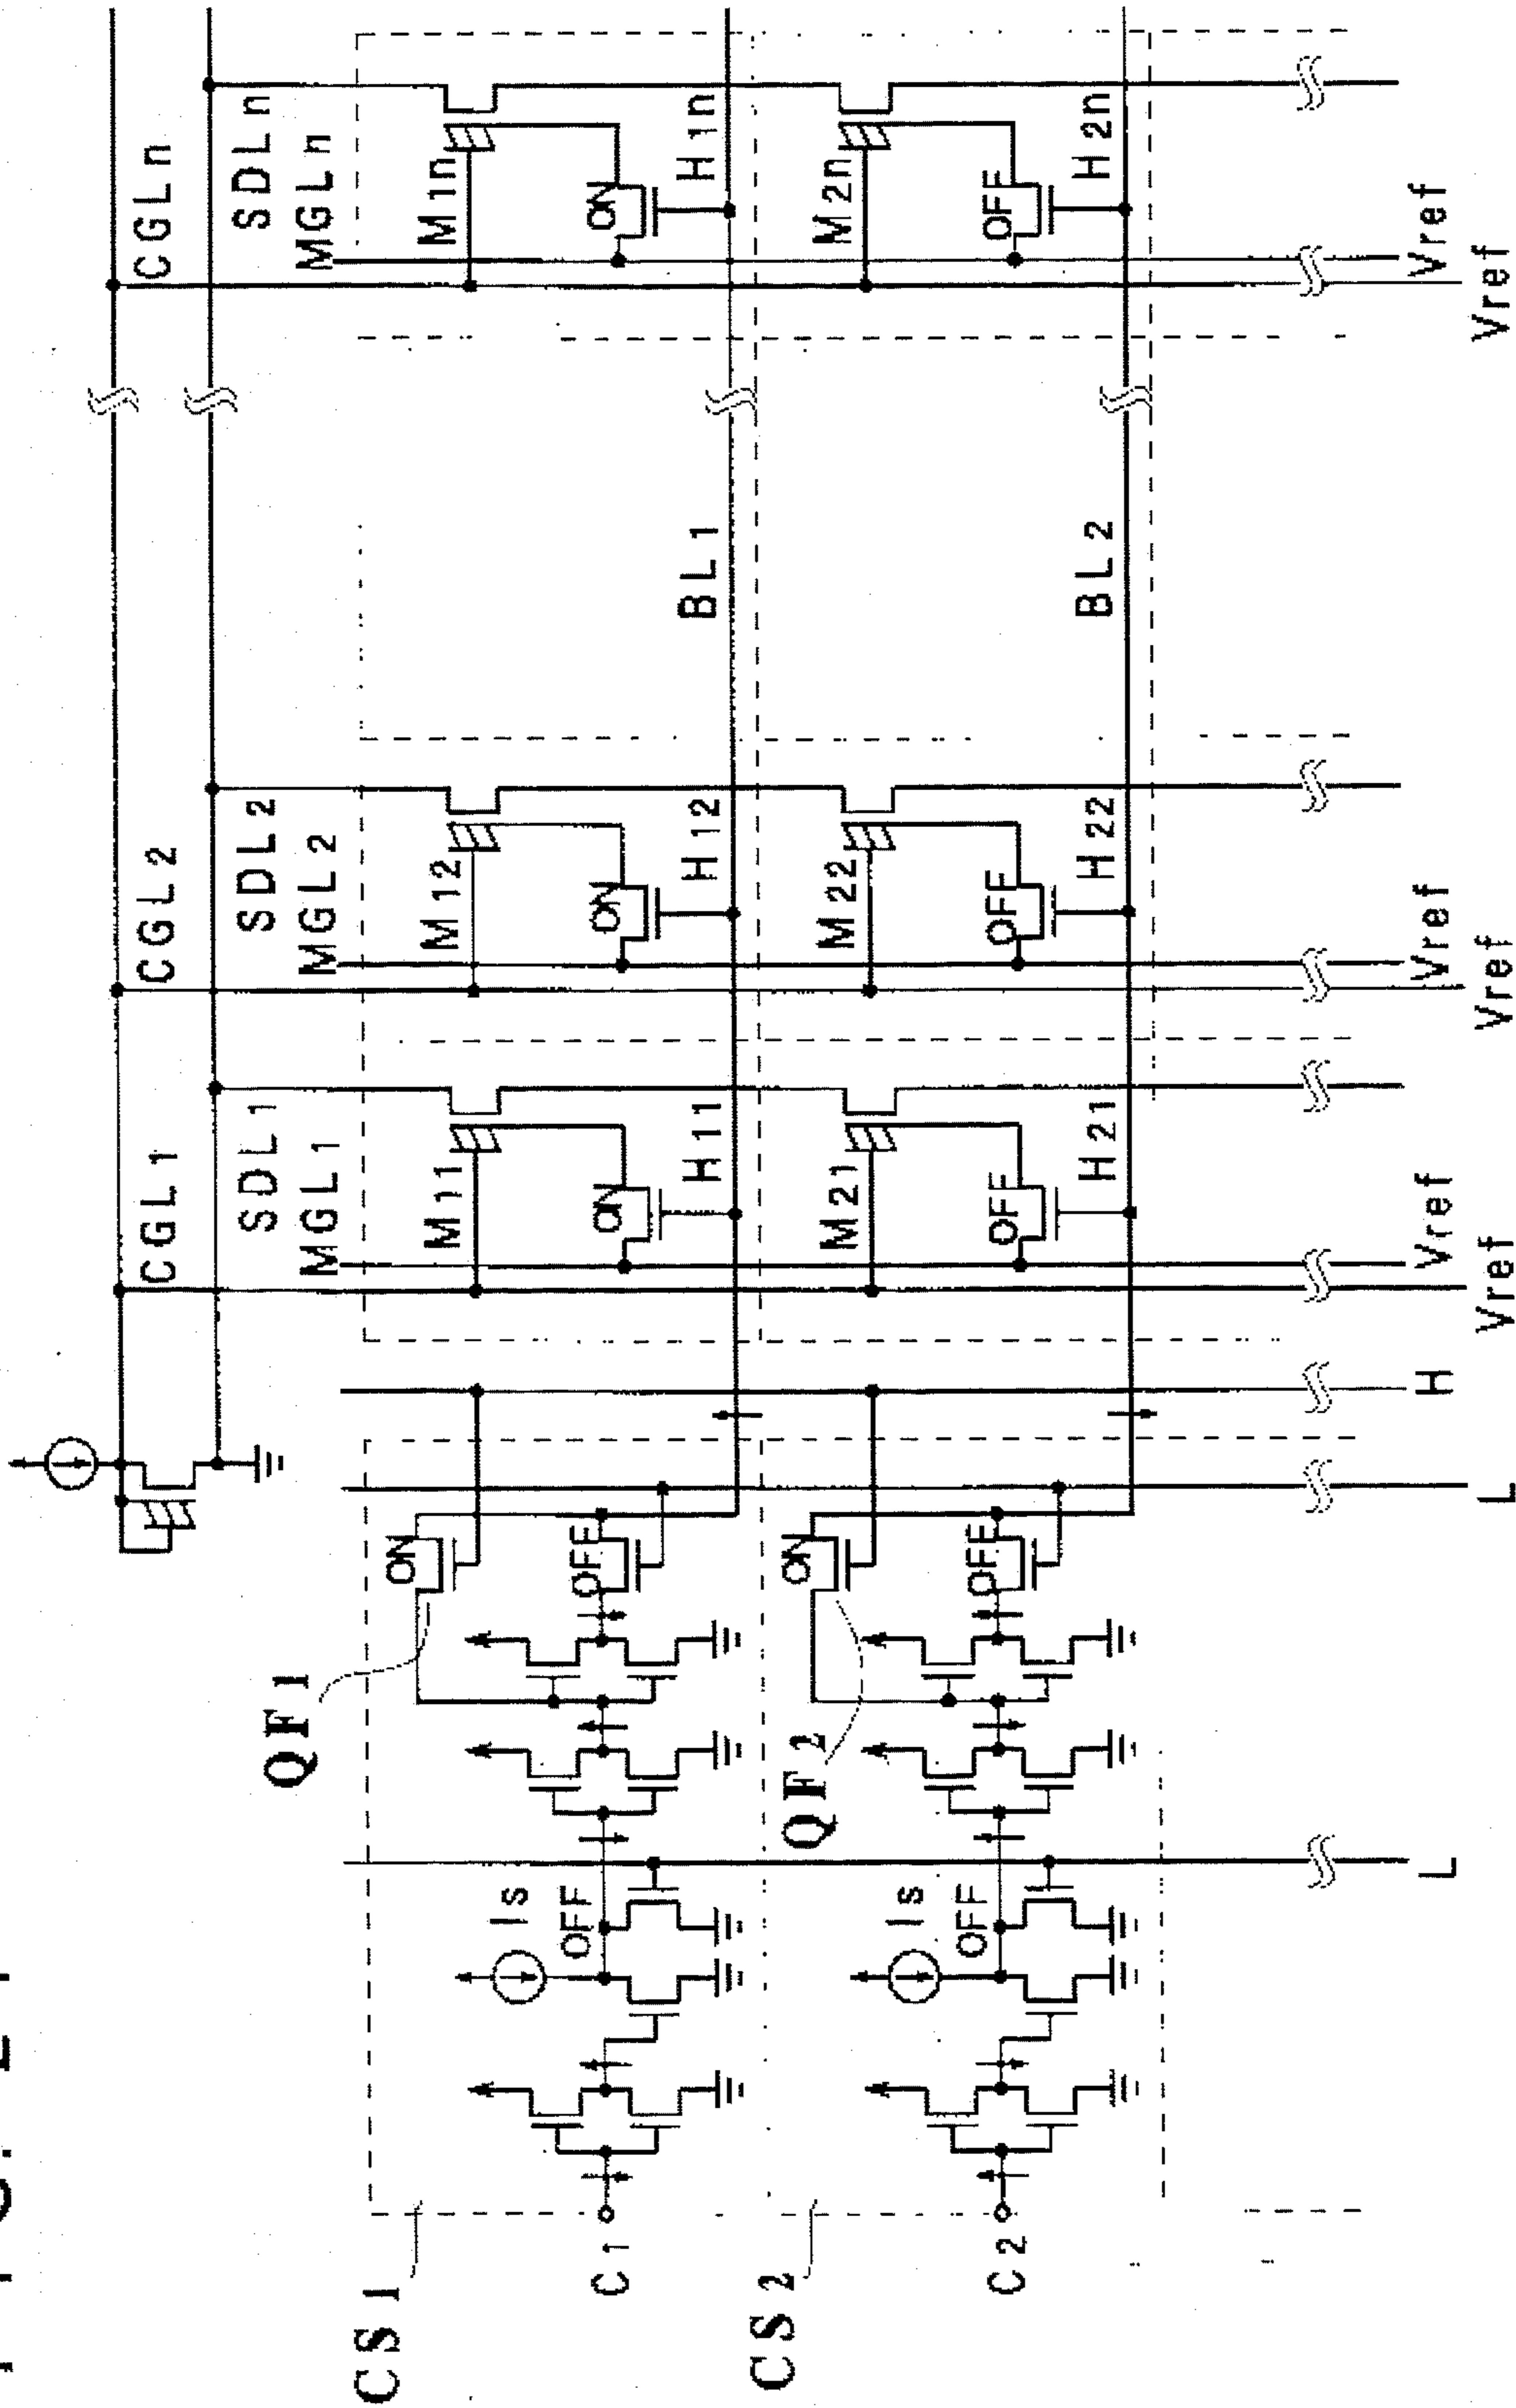 CGL1 CGL2 CGLn
SDL1 SDL2 SDLn
MGL1 MGL2 MGLn
QF1
CS1
ON
M11 M12 M1n
Is
OFF
OFF
ON ON ON
C1
H11 H12 H1n
BL1
QF2
CS2
ON
M21 M22 M2n
Is
OFF
OFF
OFF OFF OFF
C2
H21 H22 H2n
BL2
L
L
H
Vref
Vref
Vref
Vref
Vref
Vref